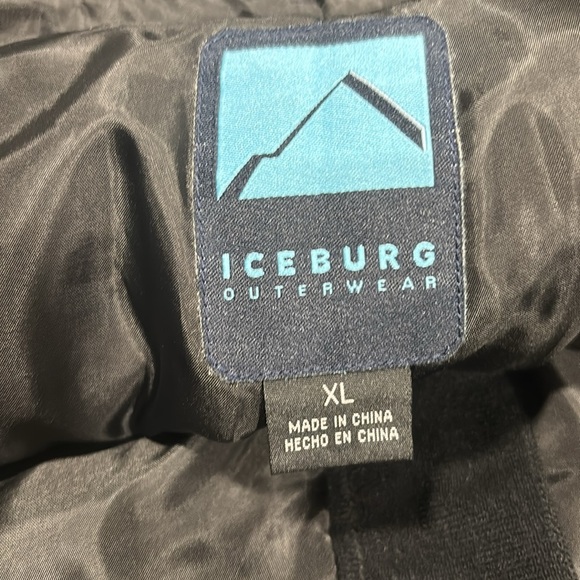 ICEBURG
OUTERWEAR
XL
MADE IN CHINA
HECHO EN CHINA